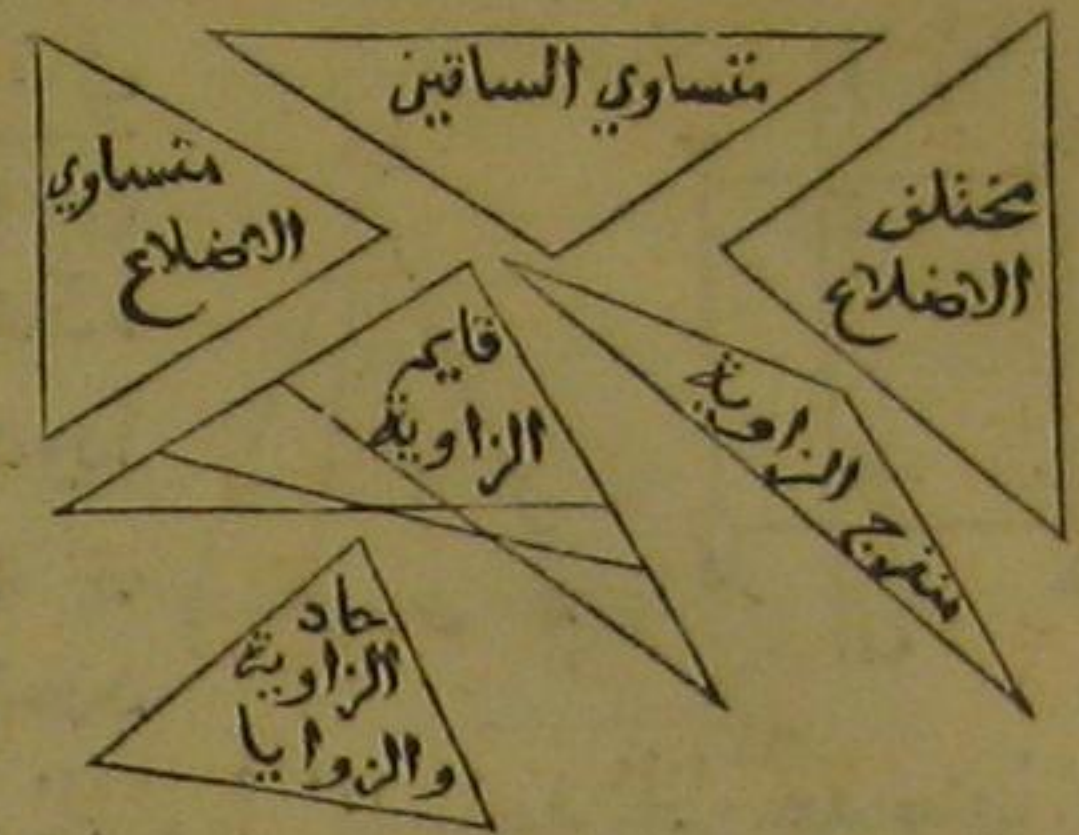 متساوي الساقين
مختلف
الاضلاع
متساوي
الاضلاع
قايم
الزاوية
منفرج الزاوية
حاد
الزاوية
والزوايا